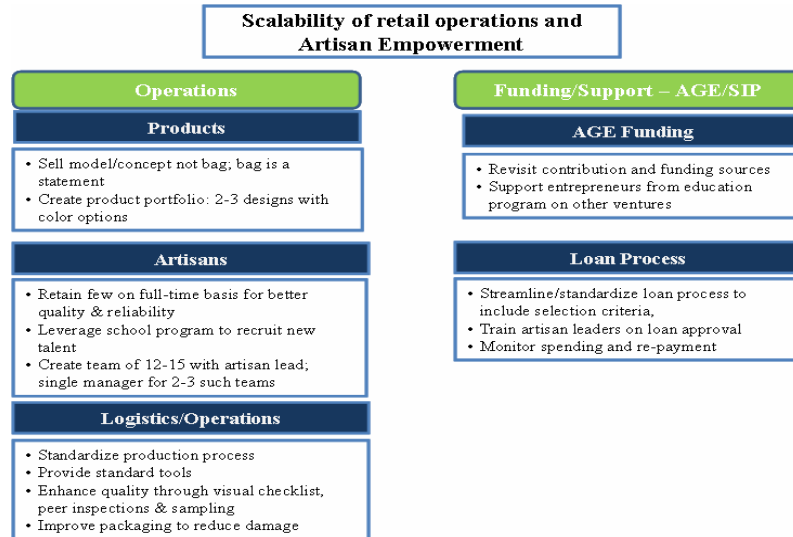 Scalability of retail operations and
Artisan Empowerment
Operations
Products
• Sell model/concept not bag; bag is a
statement
• Create product portfolio: 2-3 designs with
color options
Artisans
• Retain few on full-time basis for better
quality & reliability
• Leverage school program to recruit new
talent
• Create team of 12-15 with artisan lead;
single manager for 2-3 such teams
Logistics/Operations
• Standardize production process
• Provide standard tools
• Enhance quality through visual checklist,
peer inspections & sampling
• Improve packaging to reduce damage
Funding/Support – AGE/SIP
AGE Funding
• Revisit contribution and funding sources
• Support entrepreneurs from education
program on other ventures
Loan Process
• Streamline/standardize loan process to
include selection criteria,
• Train artisan leaders on loan approval
• Monitor spending and re-payment